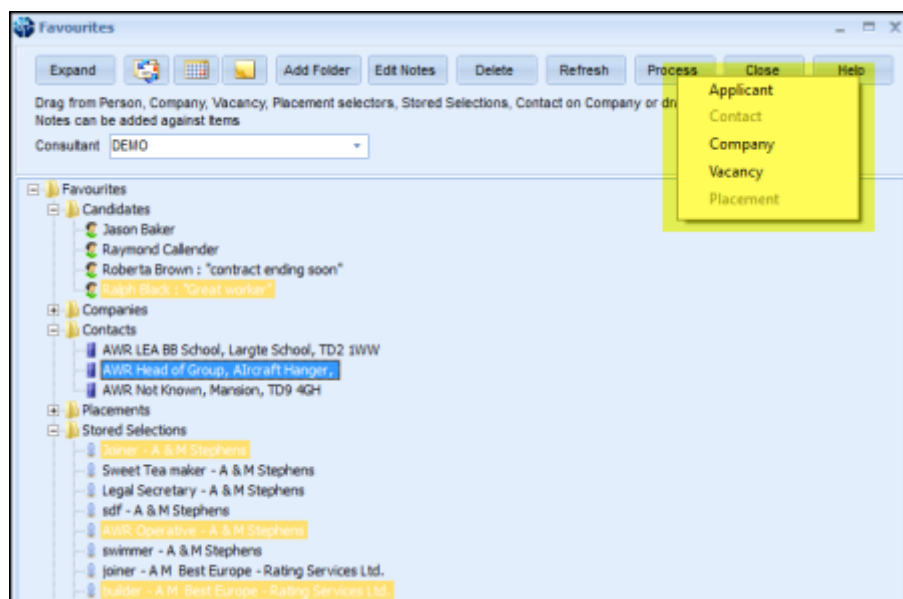 Favourites
Expand Add Folder Edit Notes Delete Refresh Process Close Help
Drag from Person, Company, Vacancy, Placement selectors, Stored Selections, Contact on Company or dr
Notes can be added against items
Consultant DEMO
Applicant
Contact
Company
Vacancy
Placement
Favourites
Candidates
Jason Baker
Raymond Callender
Roberta Brown : "contract ending soon"
Ralph Black : "Great worker"
Companies
Contacts
AWR LEA BB School, Largte School, TD2 1WW
AWR Head of Group, AIrcraft Hanger,
AWR Not Known, Mansion, TD9 4GH
Placements
Stored Selections
Joiner - A & M Stephens
Sweet Tea maker - A & M Stephens
Legal Secretary - A & M Stephens
sdf - A & M Stephens
AWR Operative - A & M Stephens
swimmer - A & M Stephens
joiner - A M Best Europe - Rating Services Ltd.
builder - A M Best Europe - Rating Services Ltd.